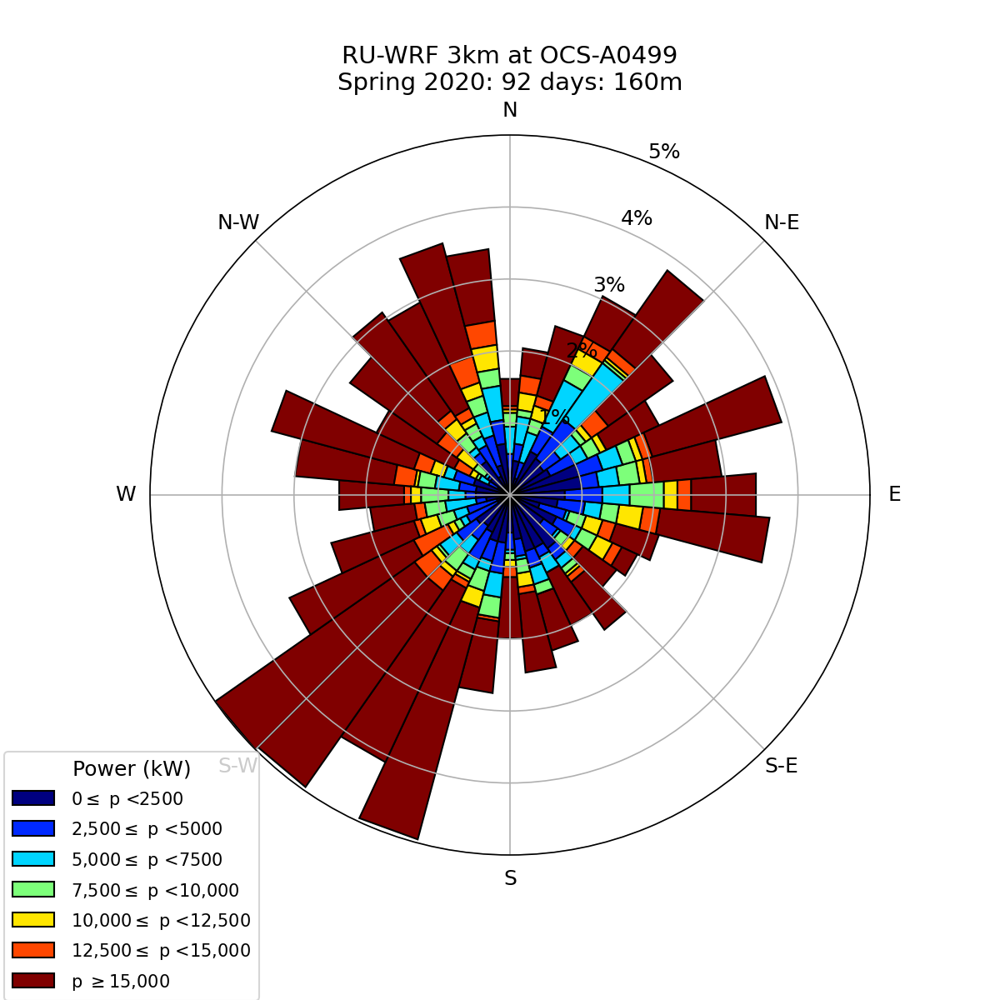 RU-WRF 3km at OCS-A0499
Spring 2020: 92 days: 160m
N
5%
N-W
4%
N-E
3%
2%
1%
W
E
S-W
S-E
S
Power (kW)
0≤ p <2500
2,500≤ p <5000
5,000≤ p <7500
7,500≤ p <10,000
10,000≤ p <12,500
12,500≤ p <15,000
p ≥15,000